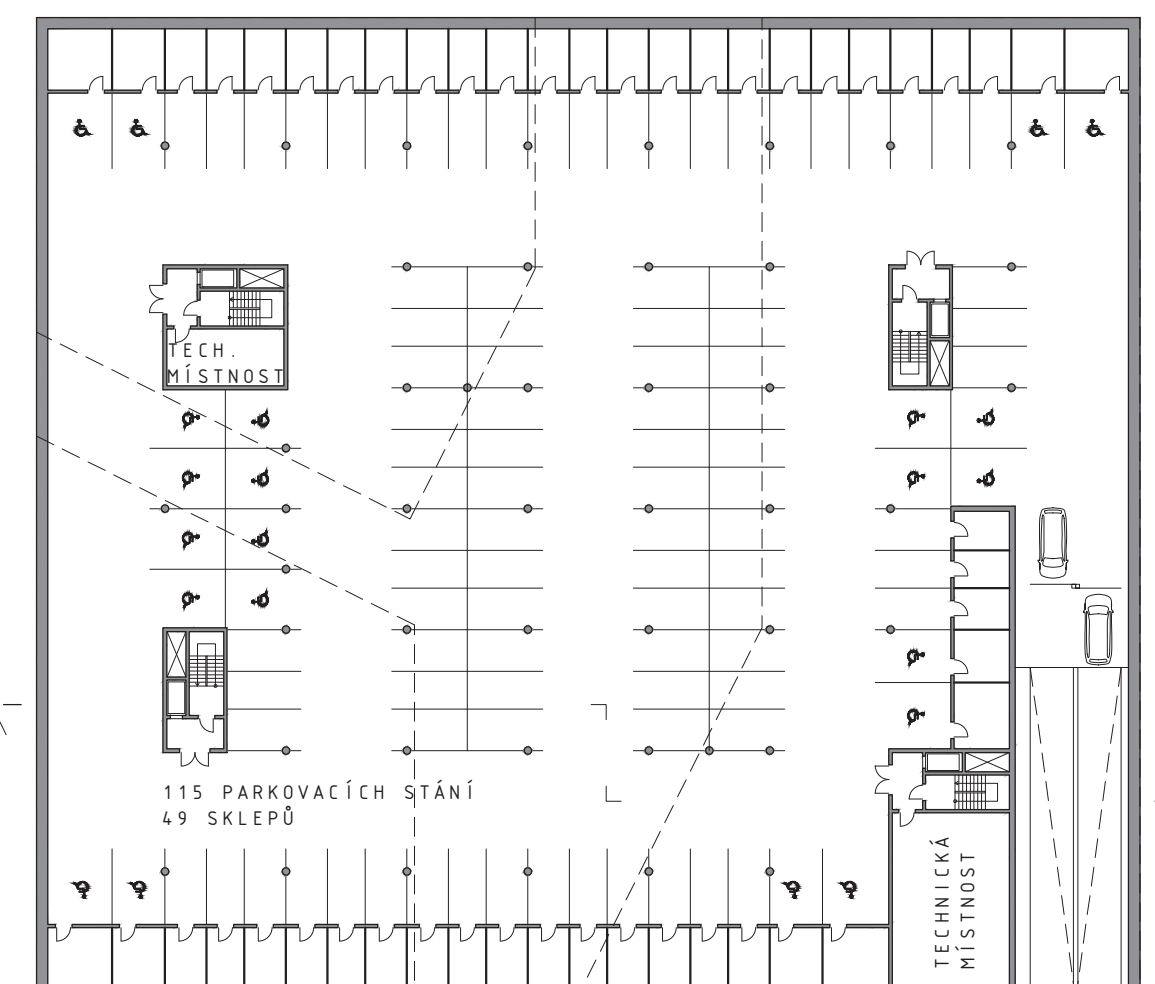 TECH.
MÍSTNOST
115 PARKOVACÍCH STÁNÍ
49 SKLEPŮ
TECHNICKÁ
MÍSTNOST